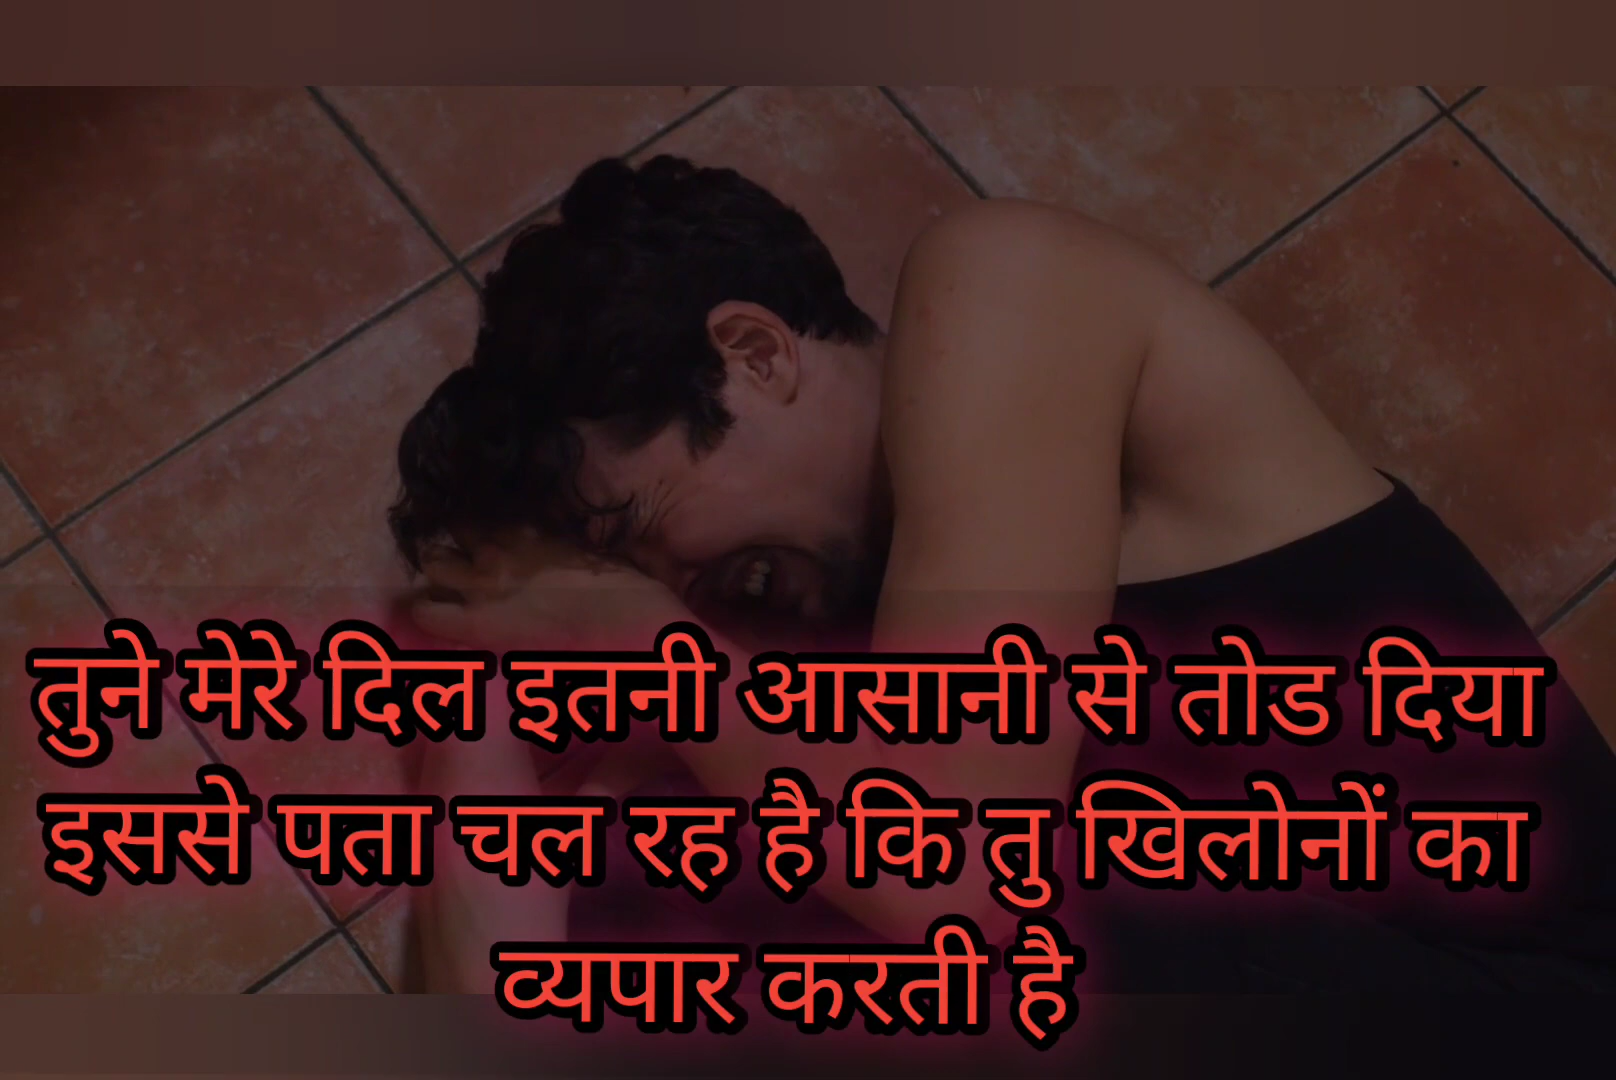 तुने मेरे दिल इतनी आसानी से तोड दिया
इससे पता चल रह है कि तु खिलोनों का
व्यपार करती है